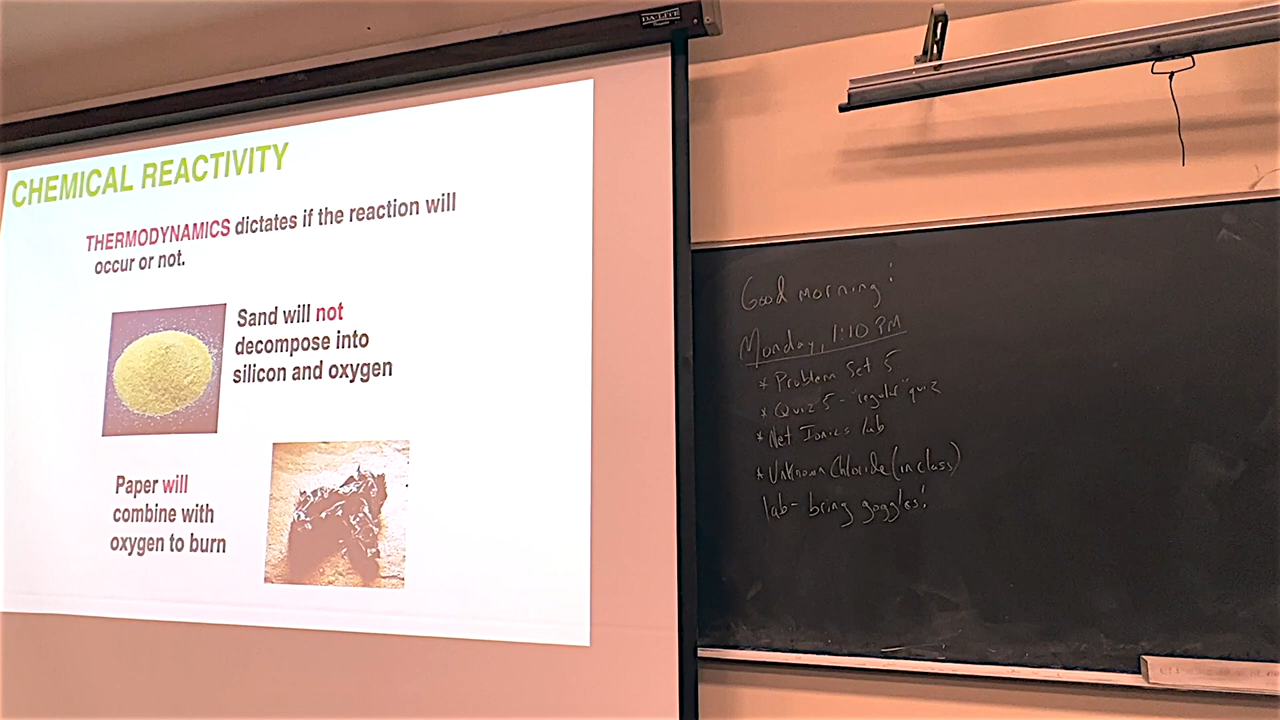 DA-LITE
CHEMICAL REACTIVITY
THERMODYNAMICS dictates if the reaction will
occur or not.
Sand will not
decompose into
silicon and oxygen
Paper will
combine with
oxygen to burn
Good morning!
Monday, 1:10 PM
* Problem Set 5
* Quiz 5 - "regular" quiz
* Net Ionics lab
* Unknown Chloride (in class)
lab - bring goggles!